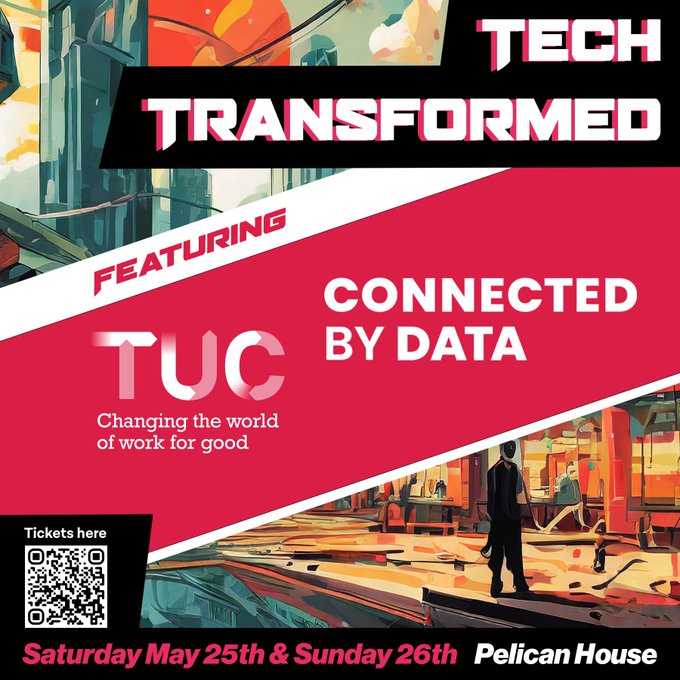 TECH
TRANSFORMED
FEATURING
CONNECTED
BY DATA
TUC
Changing the world
of work for good
Tickets here
Saturday May 25th & Sunday 26th Pelican House